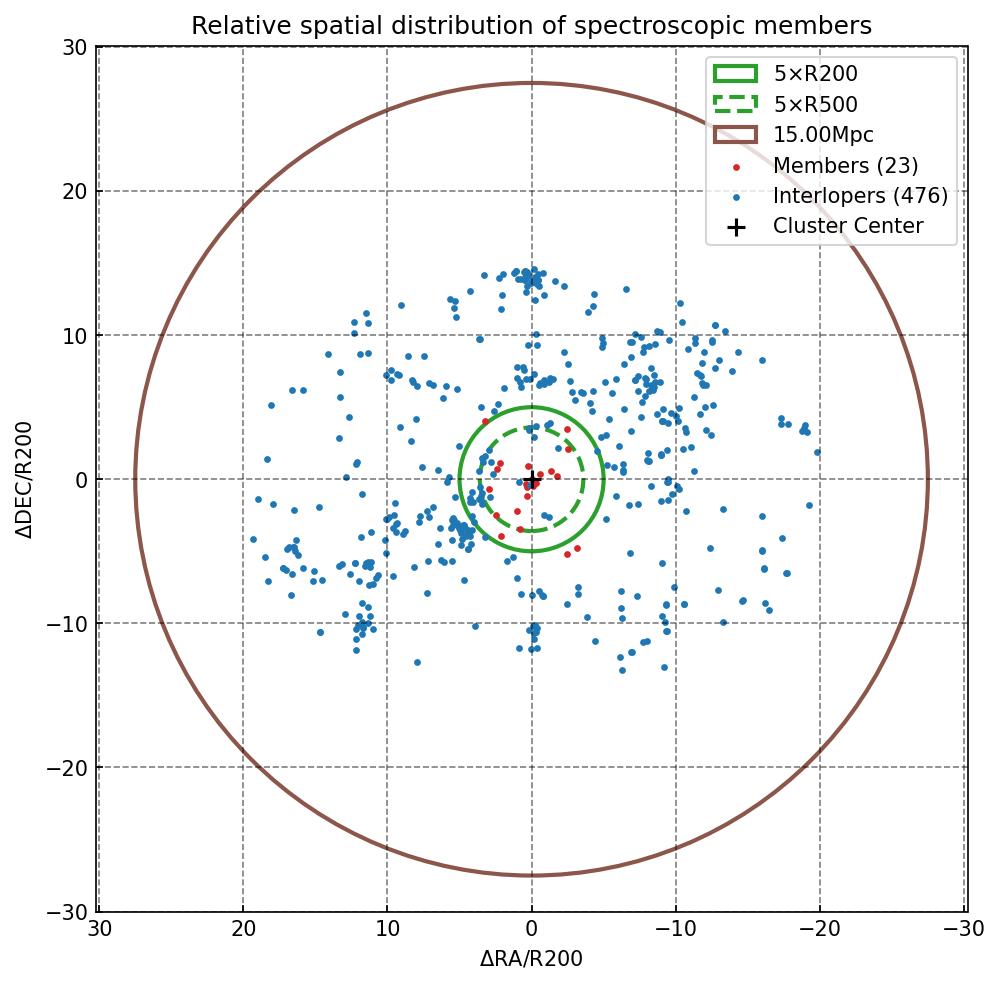 Relative spatial distribution of spectroscopic members
30
20
10
0
−10
−20
−30
ΔDEC/R200
5×R200
5×R500
15.00Mpc
Members (23)
Interlopers (476)
Cluster Center
30 20 10 0 −10 −20 −30
ΔRA/R200